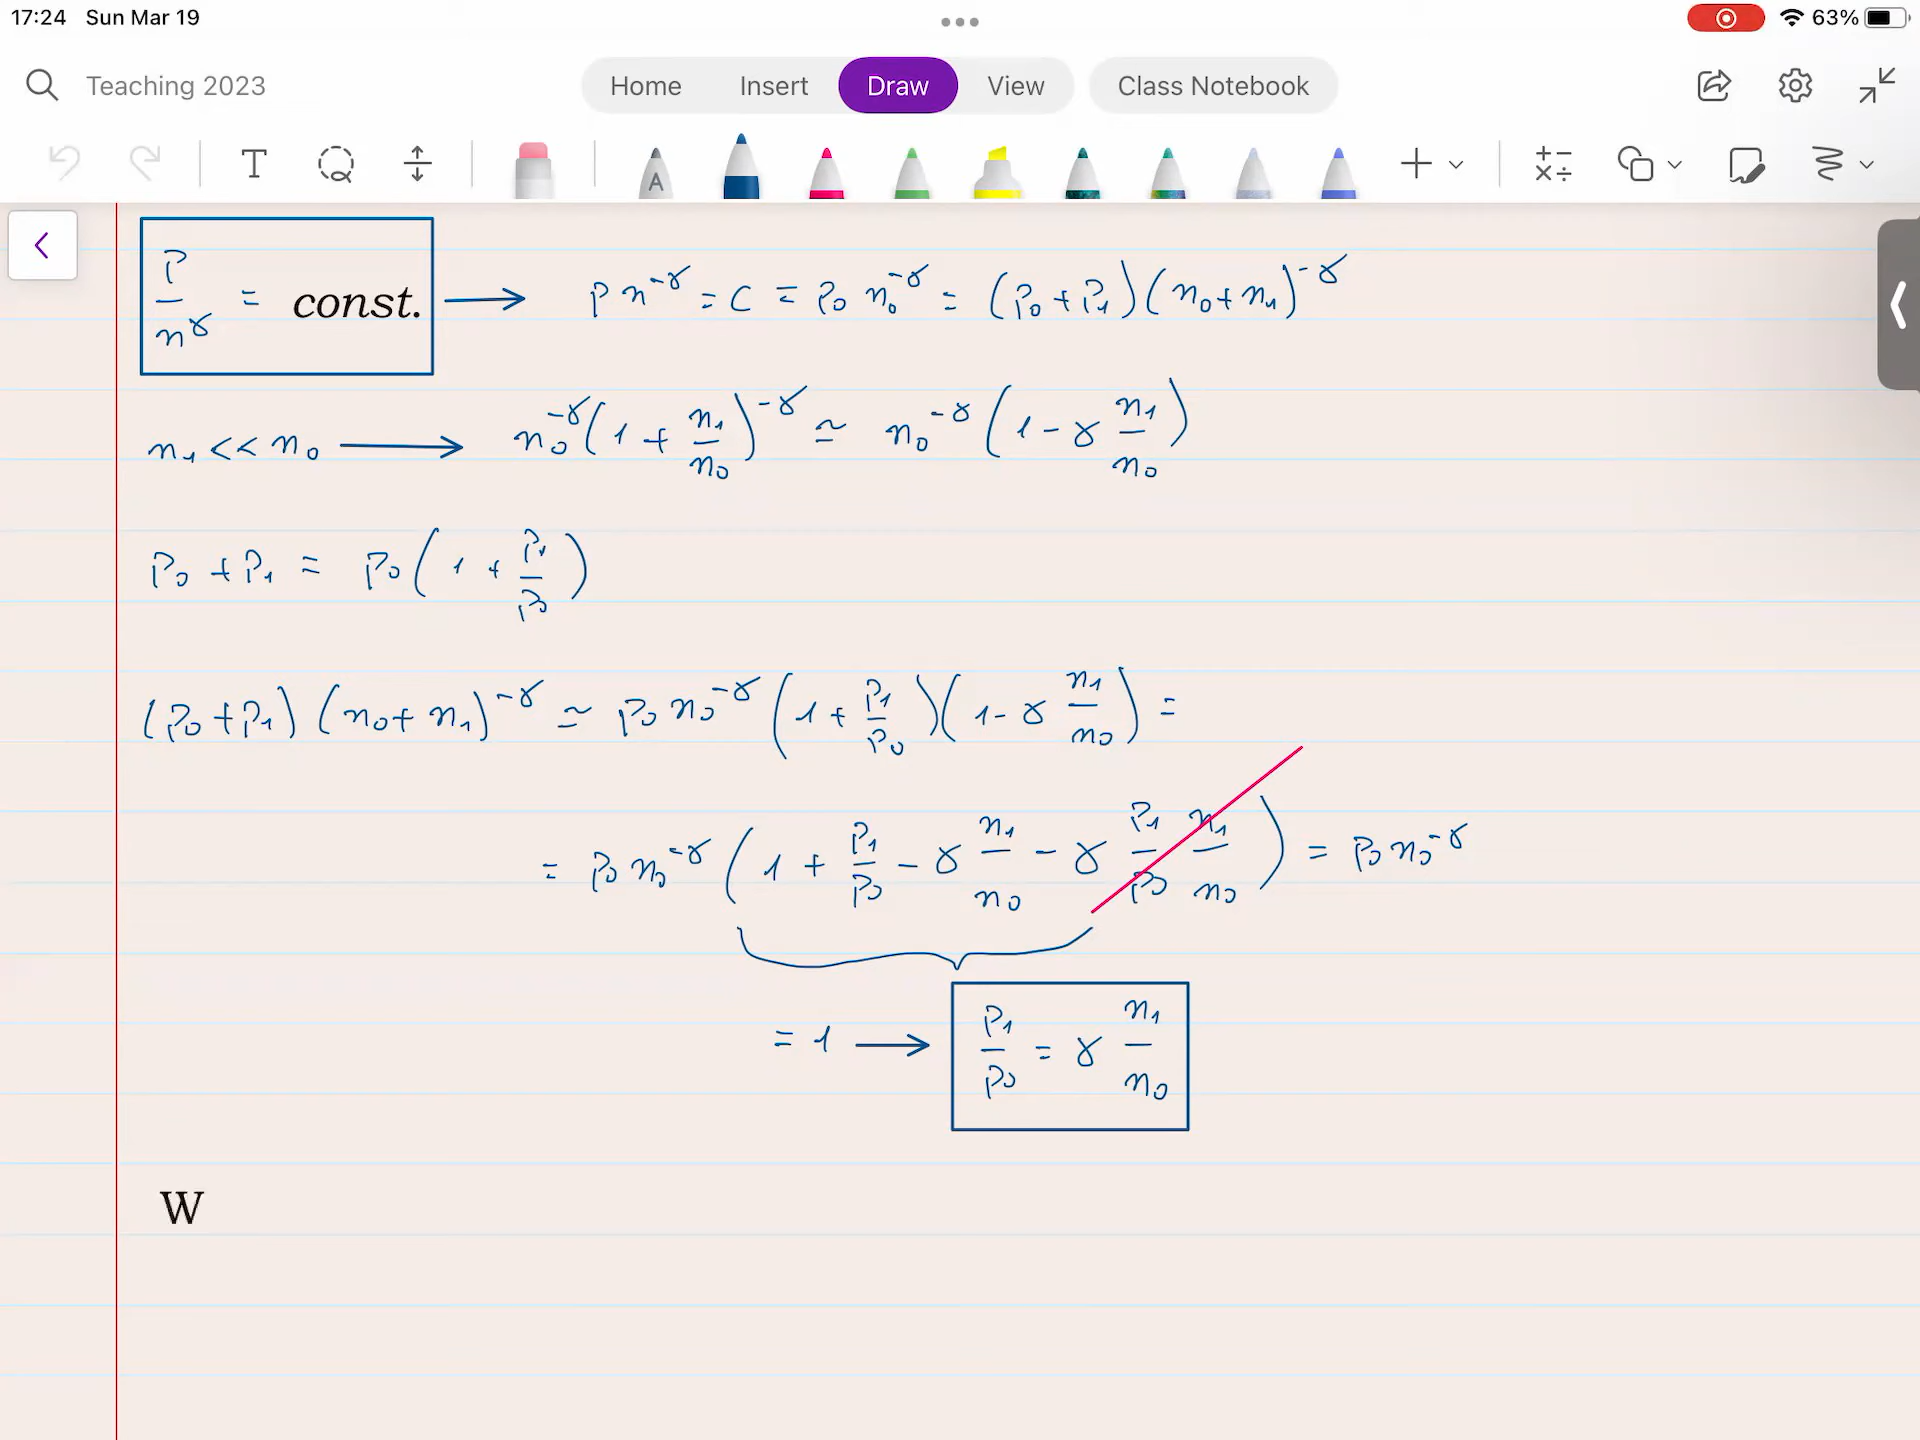 17:24 Sun Mar 19 63%
Teaching 2023 Home Insert Draw View Class Notebook
T A
P/n^γ = const. → P n^-γ = C = P₀ n₀^-γ = (P₀ + P₁)(n₀ + n₁)^-γ
n₁ << n₀ → n₀^-γ (1 + n₁/n₀)^-γ ≃ n₀^-γ (1 - γ n₁/n₀)
P₀ + P₁ = P₀ (1 + P₁/P₀)
(P₀ + P₁) (n₀ + n₁)^-γ ≃ P₀ n₀^-γ (1 + P₁/P₀)(1 - γ n₁/n₀) =
= P₀ n₀^-γ (1 + P₁/P₀ - γ n₁/n₀ - γ P₁/P₀ n₁/n₀) = P₀ n₀^-γ
= 1 → P₁/P₀ = γ n₁/n₀
W